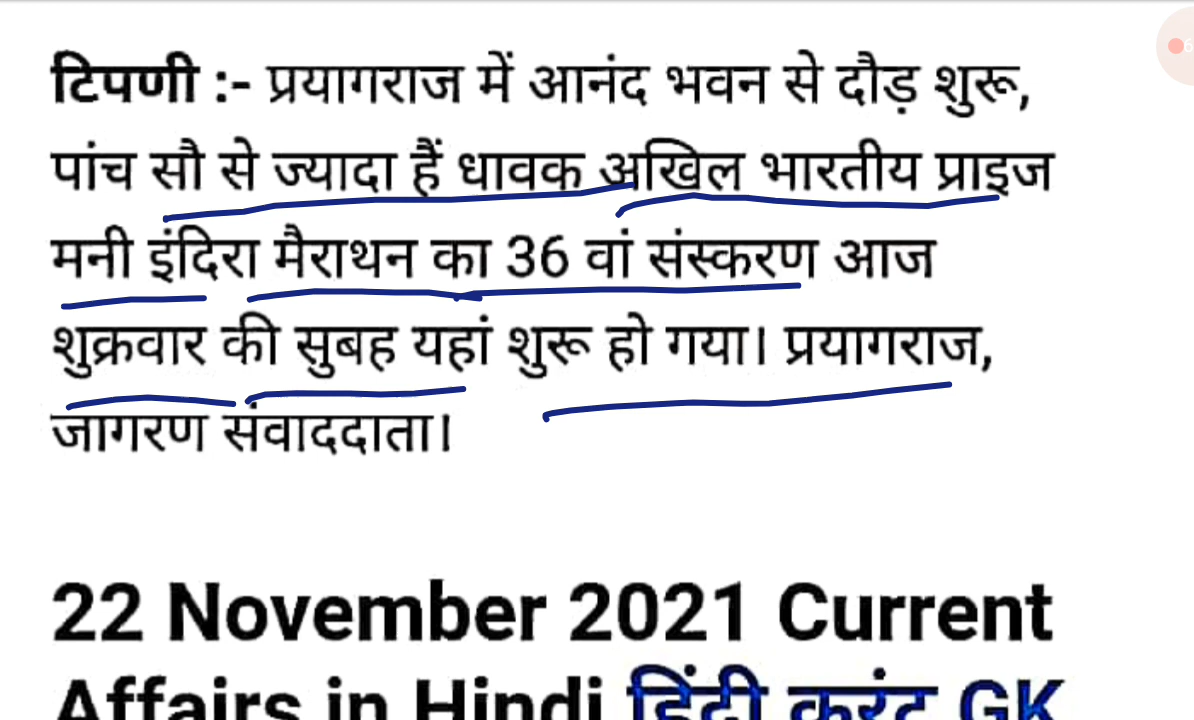 टिपणी :- प्रयागराज में आनंद भवन से दौड़ शुरू,
पांच सौ से ज्यादा हैं धावक अखिल भारतीय प्राइज
मनी इंदिरा मैराथन का 36 वां संस्करण आज
शुक्रवार की सुबह यहां शुरू हो गया। प्रयागराज,
जागरण संवाददाता।
22 November 2021 Current
Affairs in Hindi हिंदी करंट GK